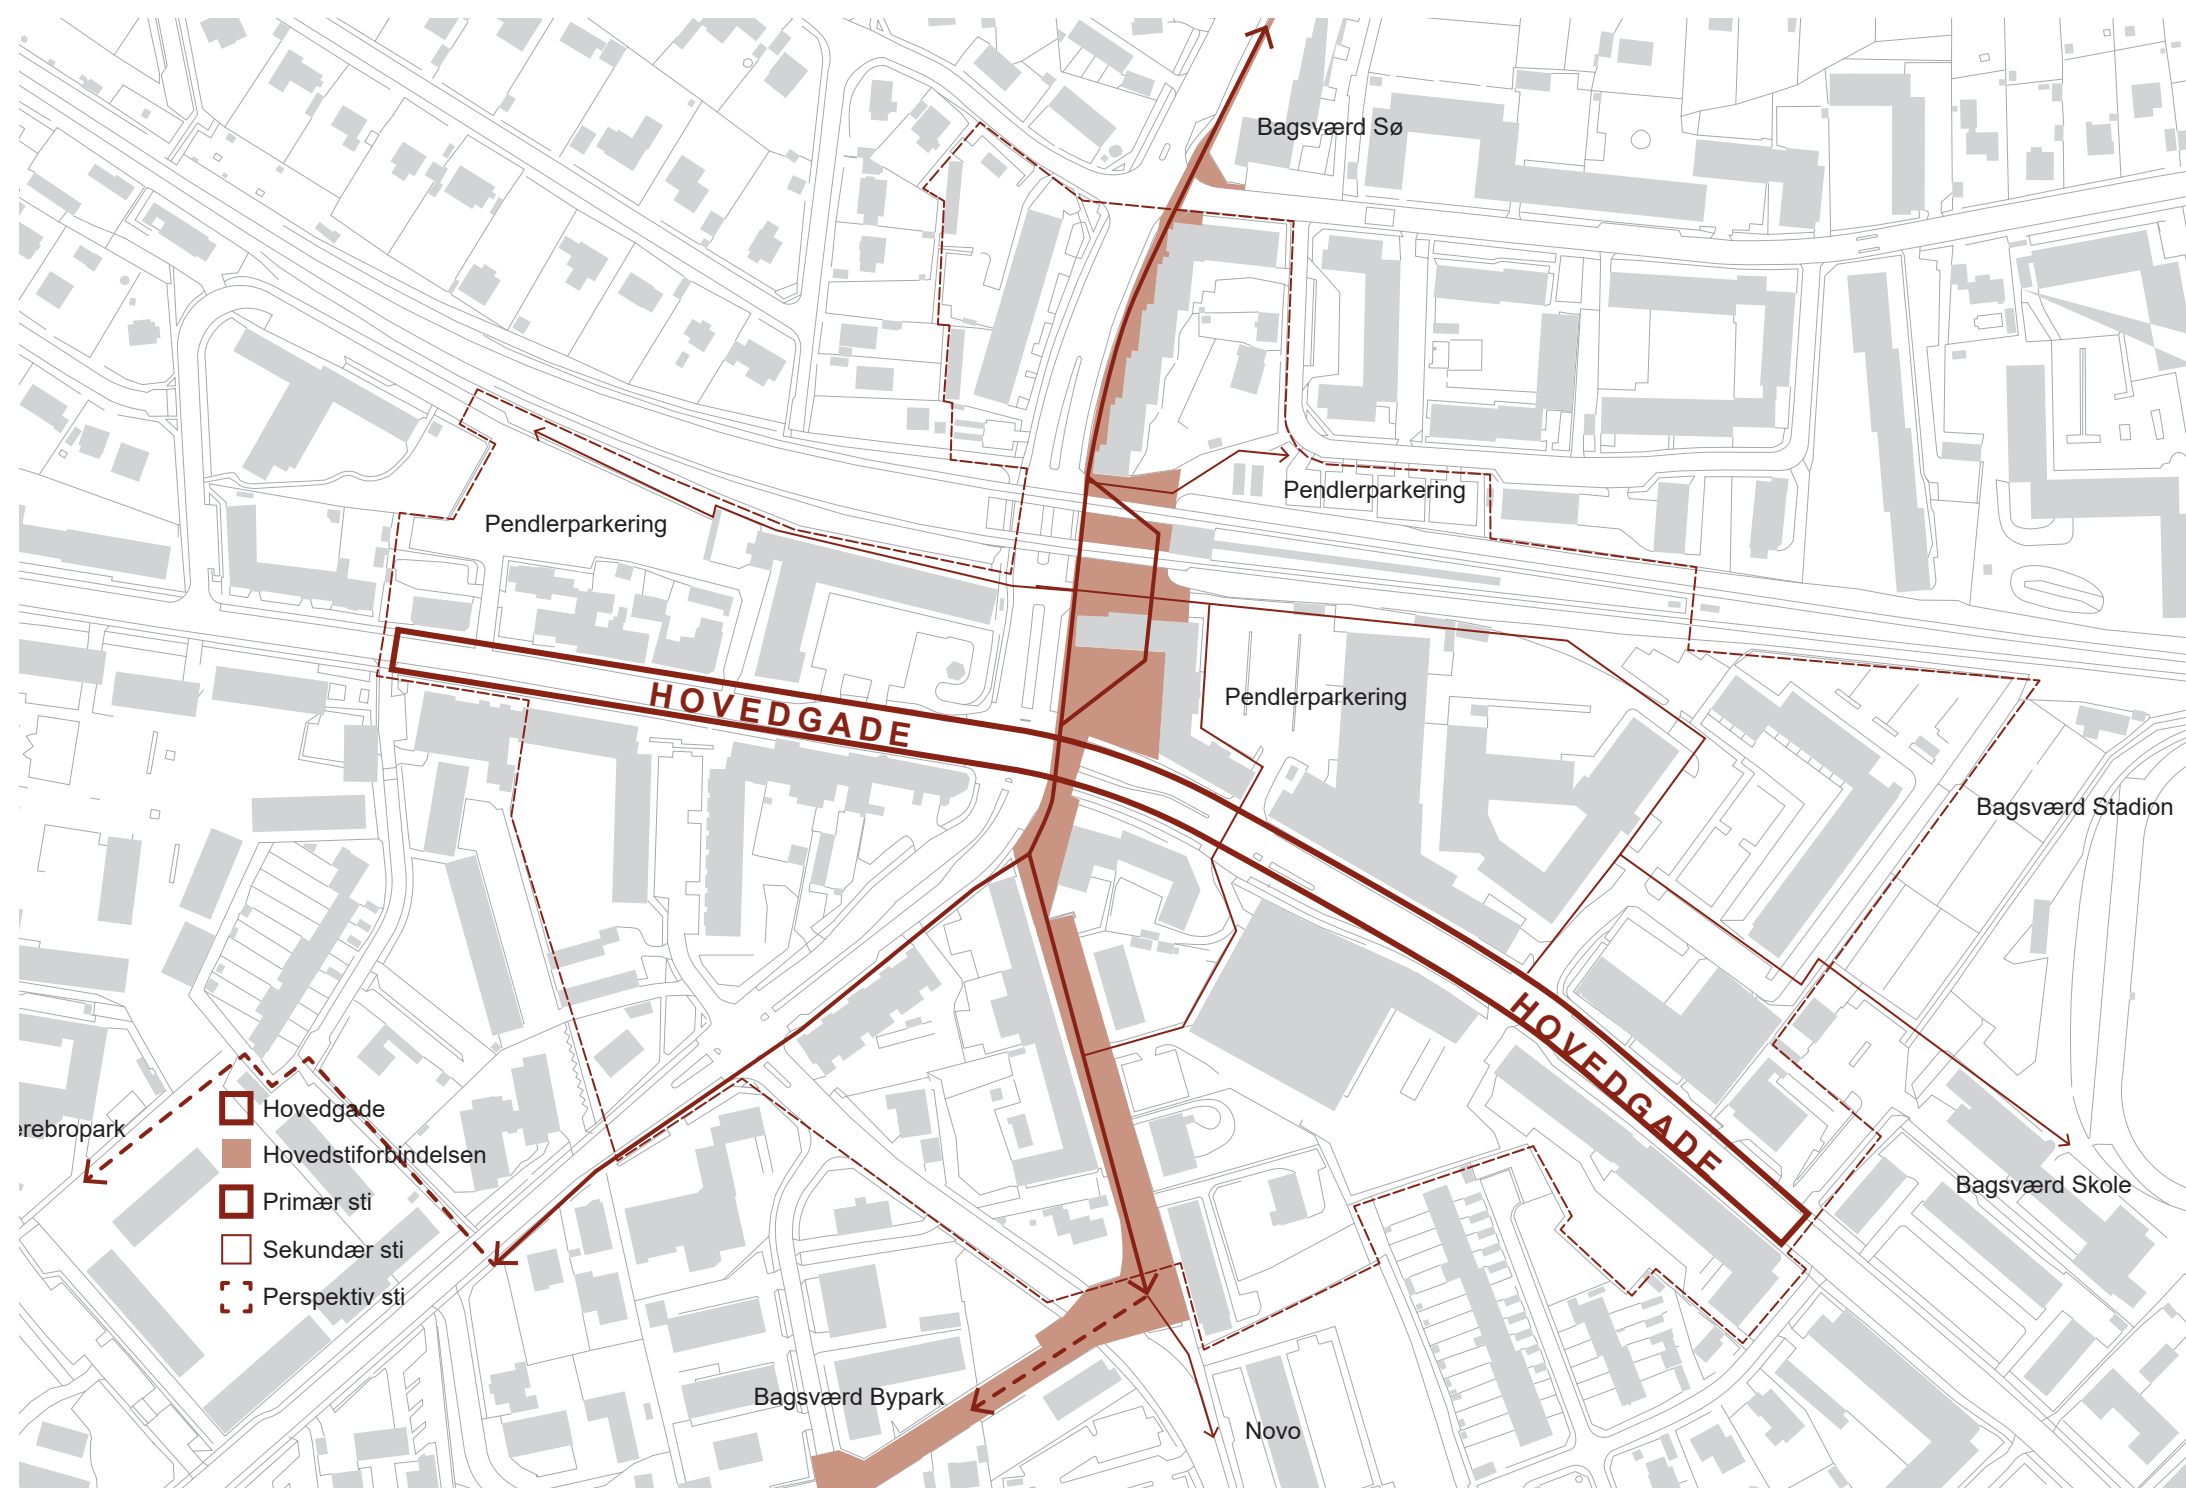 Bagsværd Sø
Pendlerparkering
Pendlerparkering
Pendlerparkering
HOVEDGADE
Bagsværd Stadion
HOVEDGADE
erebropark
Hovedgade
Hovedstiforbindelsen
Primær sti
Sekundær sti
Perspektiv sti
Bagsværd Skole
Bagsværd Bypark
Novo